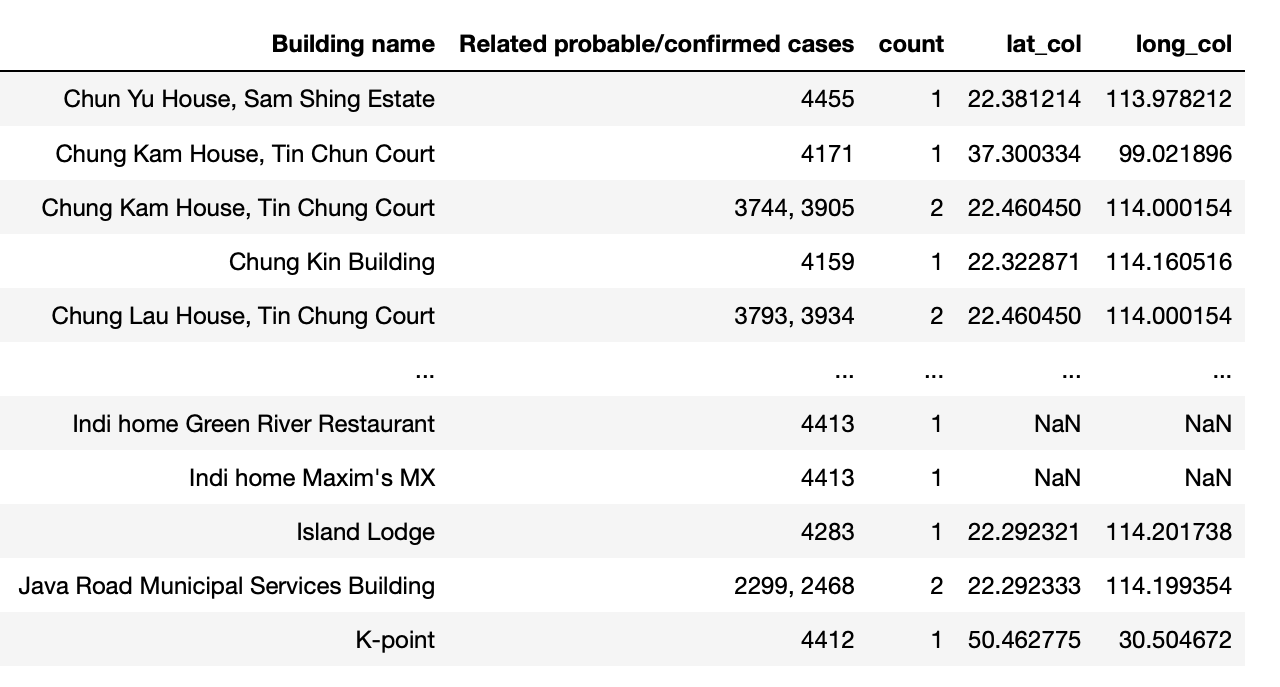 Building name Related probable/confirmed cases count lat_col long_col
Chun Yu House, Sam Shing Estate 4455 1 22.381214 113.978212
Chung Kam House, Tin Chun Court 4171 1 37.300334 99.021896
Chung Kam House, Tin Chung Court 3744, 3905 2 22.460450 114.000154
Chung Kin Building 4159 1 22.322871 114.160516
Chung Lau House, Tin Chung Court 3793, 3934 2 22.460450 114.000154
... ... ... ... ...
Indi home Green River Restaurant 4413 1 NaN NaN
Indi home Maxim's MX 4413 1 NaN NaN
Island Lodge 4283 1 22.292321 114.201738
Java Road Municipal Services Building 2299, 2468 2 22.292333 114.199354
K-point 4412 1 50.462775 30.504672